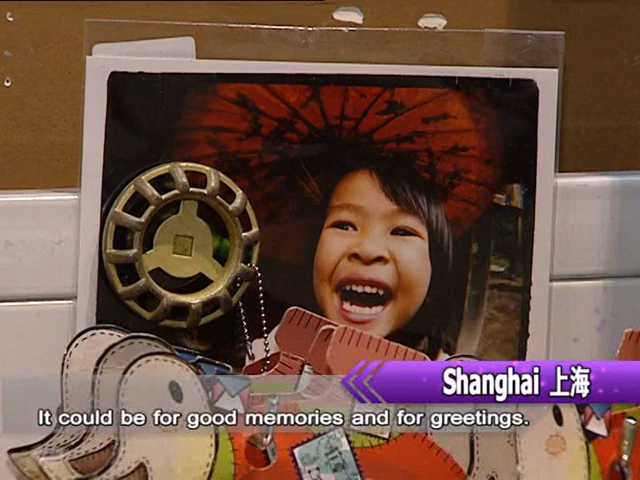 Shanghai 上海
It could be for good memories and for greetings.